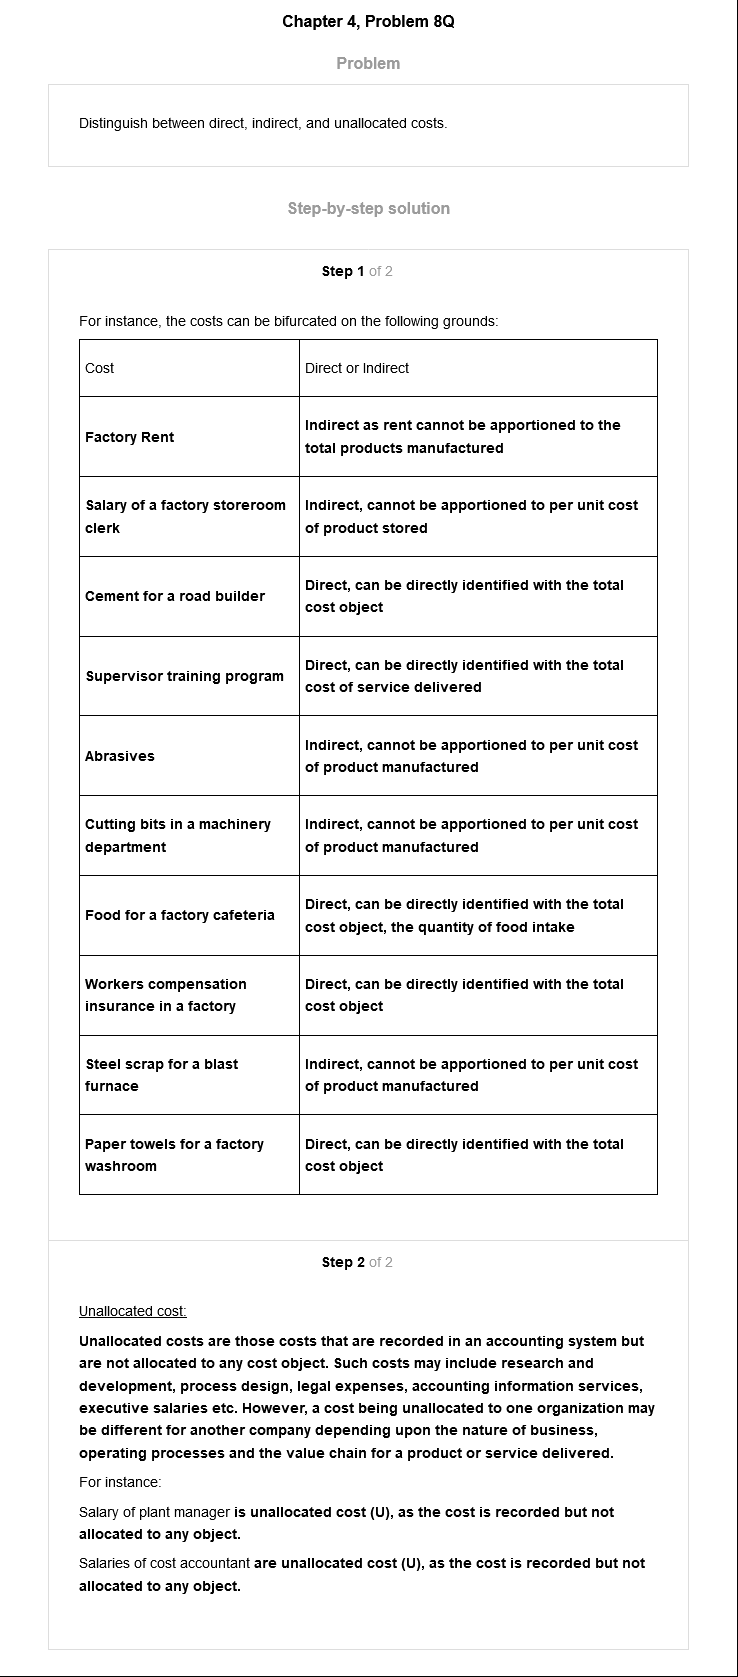 Chapter 4, Problem 8Q
Problem
Distinguish between direct, indirect, and unallocated costs.
Step-by-step solution
Step 1 of 2
For instance, the costs can be bifurcated on the following grounds:
Cost
Direct or Indirect
Factory Rent
Indirect as rent cannot be apportioned to the
total products manufactured
Salary of a factory storeroom
clerk
Indirect, cannot be apportioned to per unit cost
of product stored
Cement for a road builder
Direct, can be directly identified with the total
cost object
Supervisor training program
Direct, can be directly identified with the total
cost of service delivered
Abrasives
Indirect, cannot be apportioned to per unit cost
of product manufactured
Cutting bits in a machinery
department
Indirect, cannot be apportioned to per unit cost
of product manufactured
Food for a factory cafeteria
Direct, can be directly identified with the total
cost object, the quantity of food intake
Workers compensation
insurance in a factory
Direct, can be directly identified with the total
cost object
Steel scrap for a blast
furnace
Indirect, cannot be apportioned to per unit cost
of product manufactured
Paper towels for a factory
washroom
Direct, can be directly identified with the total
cost object
Step 2 of 2
Unallocated cost:
Unallocated costs are those costs that are recorded in an accounting system but
are not allocated to any cost object. Such costs may include research and
development, process design, legal expenses, accounting information services,
executive salaries etc. However, a cost being unallocated to one organization may
be different for another company depending upon the nature of business,
operating processes and the value chain for a product or service delivered.
For instance:
Salary of plant manager is unallocated cost (U), as the cost is recorded but not
allocated to any object.
Salaries of cost accountant are unallocated cost (U), as the cost is recorded but not
allocated to any object.